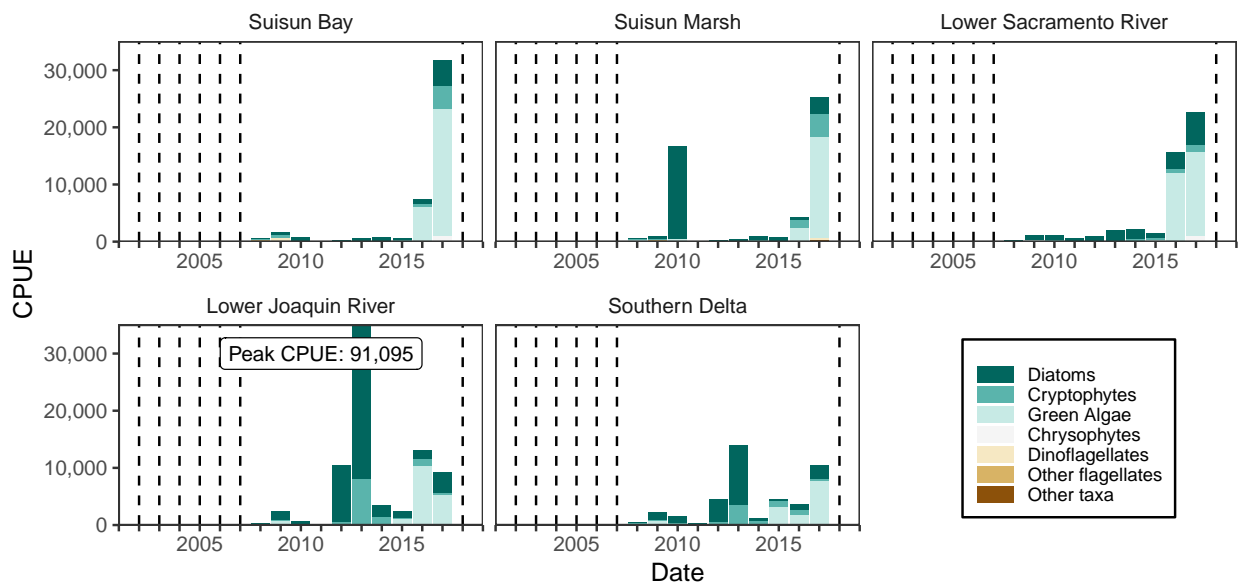 Suisun Bay
Suisun Marsh
Lower Sacramento River
30,000
20,000
10,000
0
2005 2010 2015
2005 2010 2015
2005 2010 2015
CPUE
Lower Joaquin River
Southern Delta
30,000
20,000
10,000
0
Peak CPUE: 91,095
2005 2010 2015
2005 2010 2015
Date
Diatoms
Cryptophytes
Green Algae
Chrysophytes
Dinoflagellates
Other flagellates
Other taxa